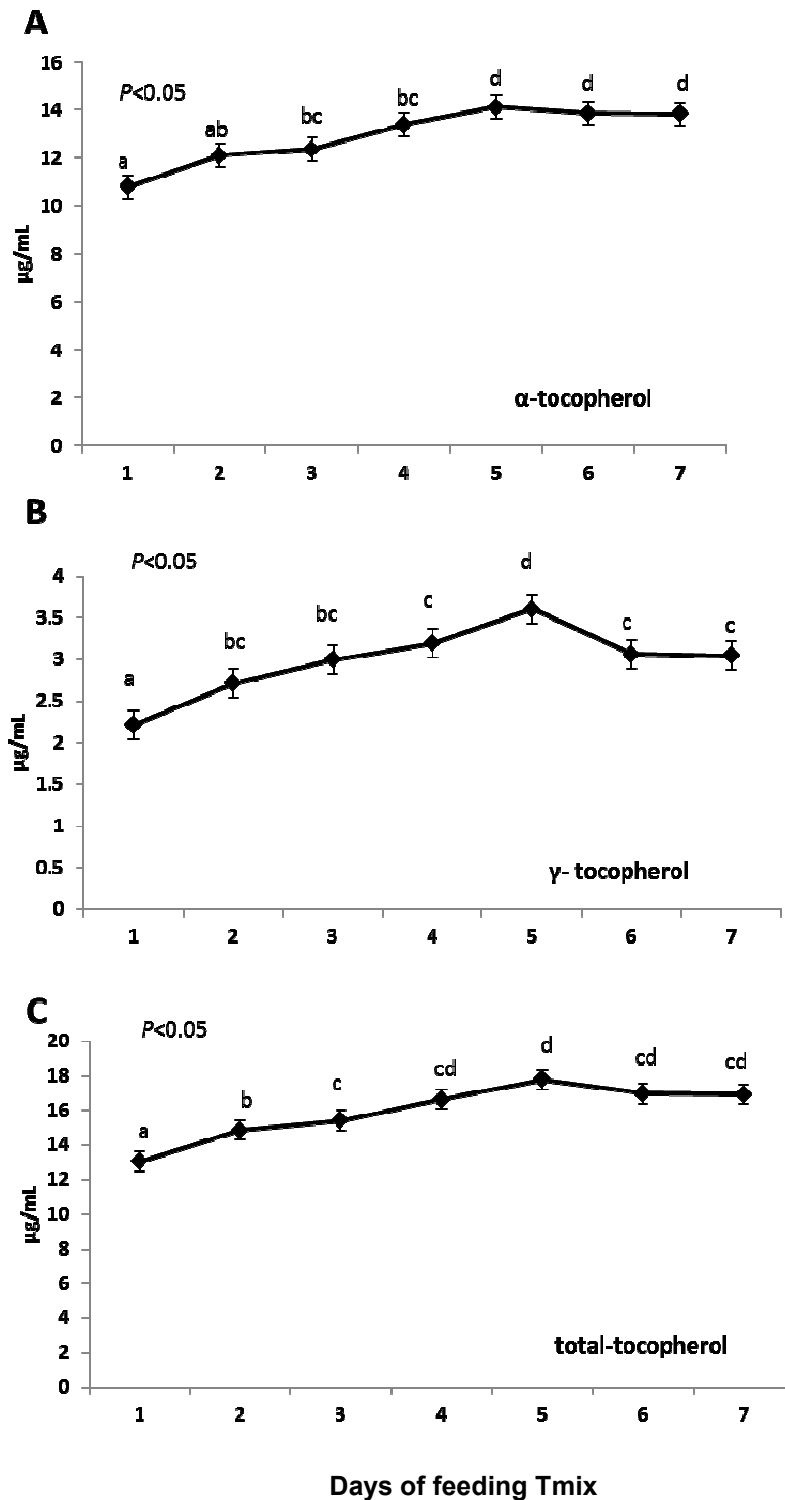 A
16
P<0.05
d
d
d
14
bc
bc
ab
12
a
10
µg/mL
8
6
4
α-tocopherol
2
0
1 2 3 4 5 6 7
B
P<0.05
d
4
3.5
bc
bc
c
c
c
3
a
2.5
µg/mL
2
1.5
1
γ- tocopherol
0.5
0
1 2 3 4 5 6 7
C
P<0.05
20
18
d
cd
cd
cd
c
b
16
a
14
12
µg/mL
10
8
6
4
total-tocopherol
2
0
1 2 3 4 5 6 7
Days of feeding Tmix